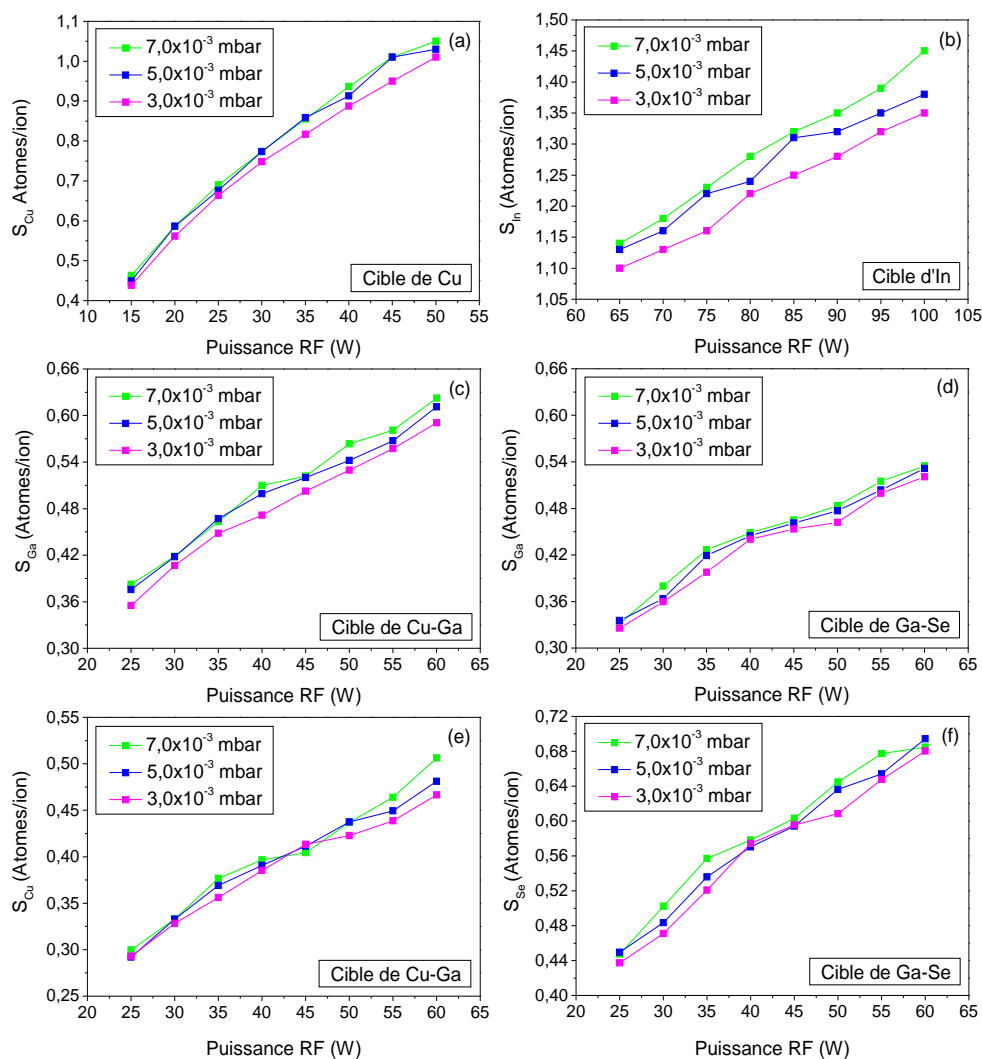 (a)
7,0x10⁻³ mbar
5,0x10⁻³ mbar
3,0x10⁻³ mbar
S_Cu Atomes/ion
1,1
1,0
0,9
0,8
0,7
0,6
0,5
0,4
Cible de Cu
10 15 20 25 30 35 40 45 50 55
Puissance RF (W)
(b)
7,0x10⁻³ mbar
5,0x10⁻³ mbar
3,0x10⁻³ mbar
S_In (Atomes/ion)
1,50
1,45
1,40
1,35
1,30
1,25
1,20
1,15
1,10
1,05
Cible d'In
60 65 70 75 80 85 90 95 100 105
Puissance RF (W)
(c)
7,0x10⁻³ mbar
5,0x10⁻³ mbar
3,0x10⁻³ mbar
S_Ga (Atomes/ion)
0,66
0,60
0,54
0,48
0,42
0,36
0,30
Cible de Cu-Ga
20 25 30 35 40 45 50 55 60 65
Puissance RF (W)
(d)
7,0x10⁻³ mbar
5,0x10⁻³ mbar
3,0x10⁻³ mbar
S_Ga (Atomes/ion)
0,66
0,60
0,54
0,48
0,42
0,36
0,30
Cible de Ga-Se
20 25 30 35 40 45 50 55 60 65
Puissance RF (W)
(e)
7,0x10⁻³ mbar
5,0x10⁻³ mbar
3,0x10⁻³ mbar
S_Cu (Atomes/ion)
0,55
0,50
0,45
0,40
0,35
0,30
0,25
Cible de Cu-Ga
20 25 30 35 40 45 50 55 60 65
Puissance RF (W)
(f)
7,0x10⁻³ mbar
5,0x10⁻³ mbar
3,0x10⁻³ mbar
S_Se (Atomes/ion)
0,72
0,68
0,64
0,60
0,56
0,52
0,48
0,44
0,40
Cible de Ga-Se
20 25 30 35 40 45 50 55 60 65
Puissance RF (W)